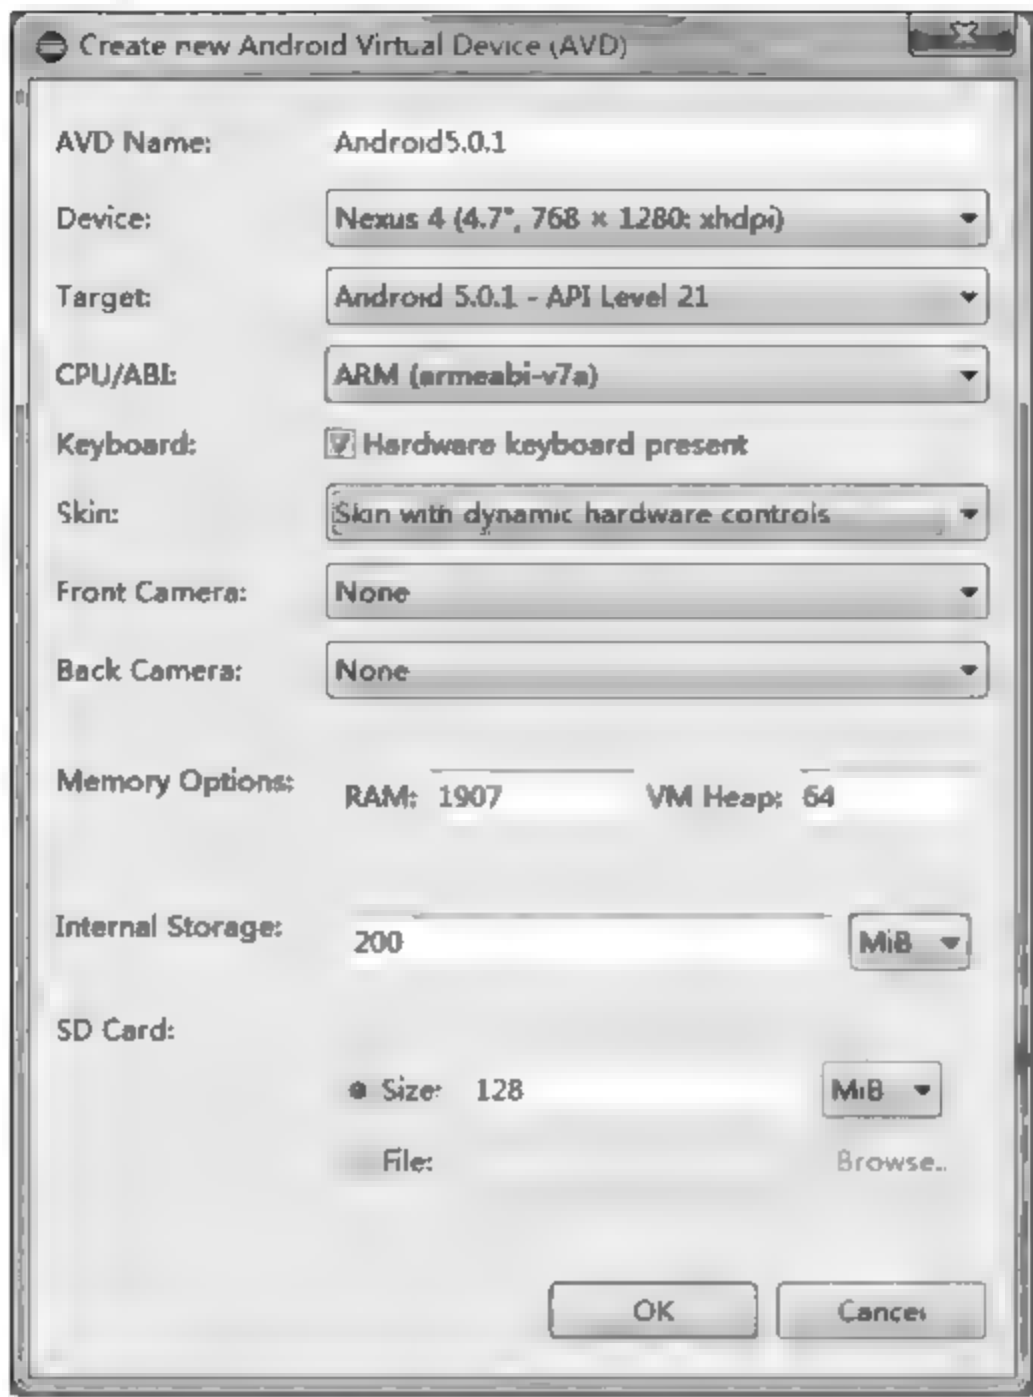 Create new Android Virtual Device (AVD)
AVD Name: Android5.0.1
Device: Nexus 4 (4.7", 768 × 1280: xhdpi)
Target: Android 5.0.1 - API Level 21
CPU/ABI: ARM (armeabi-v7a)
Keyboard: Hardware keyboard present
Skin: Skin with dynamic hardware controls
Front Camera: None
Back Camera: None
Memory Options: RAM: 1907 VM Heap: 64
Internal Storage: 200 MiB
SD Card:
Size: 128 MiB
File: Browse...
OK Cancel